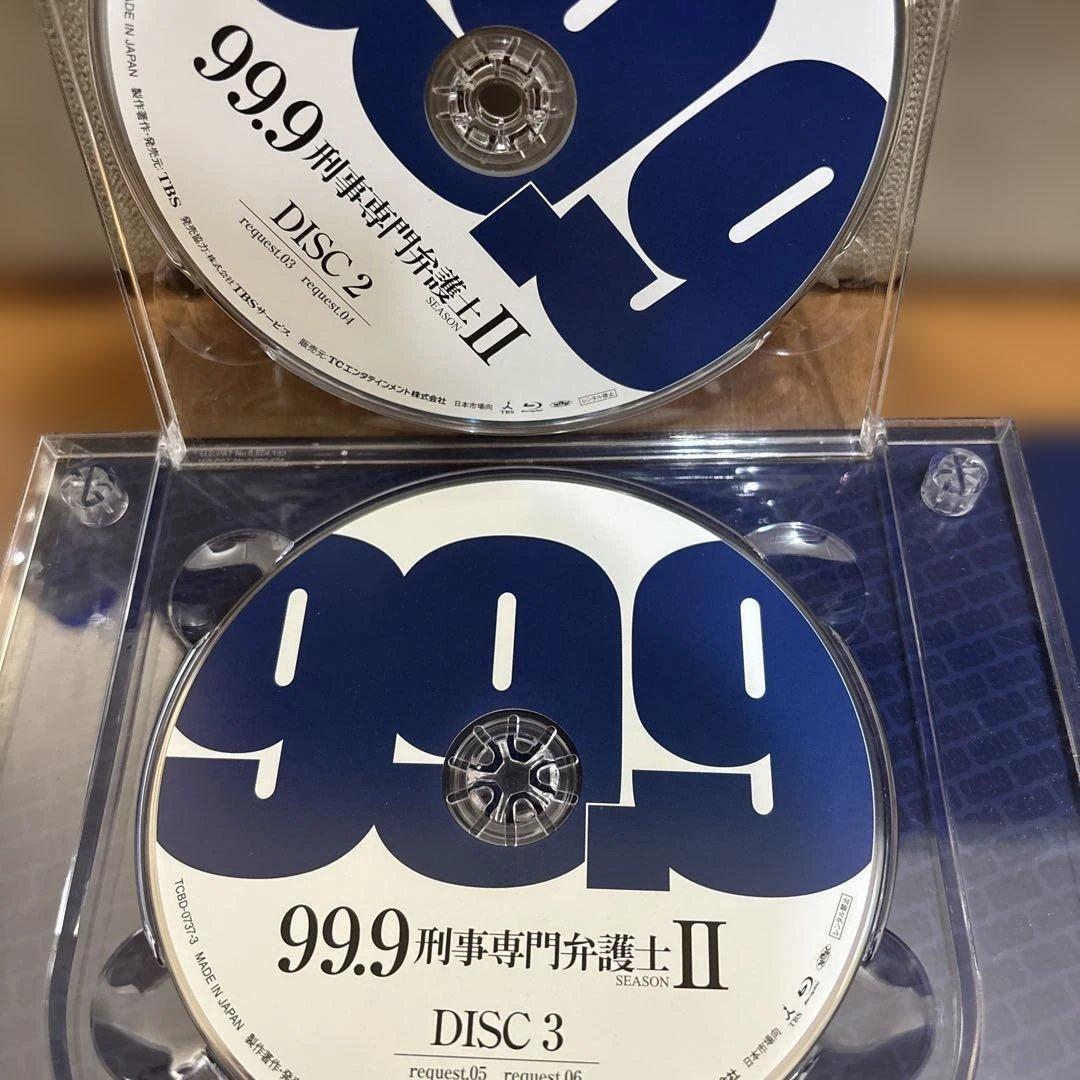 99.9
99.9 刑事専門弁護士 SEASON II
DISC 2
request.03 request.04
MADE IN JAPAN 製作著作・発売元:TBS 発売協力:株式会社TBSサービス 販売元:TCエンタテインメント株式会社 日本市場向 TBS レンタル禁止
99.9
99.9 刑事専門弁護士 SEASON II
DISC 3
request.05 request.06
TCBD-0737-3 MADE IN JAPAN 製作著作・発売
日本市場向 TBS レンタル禁止